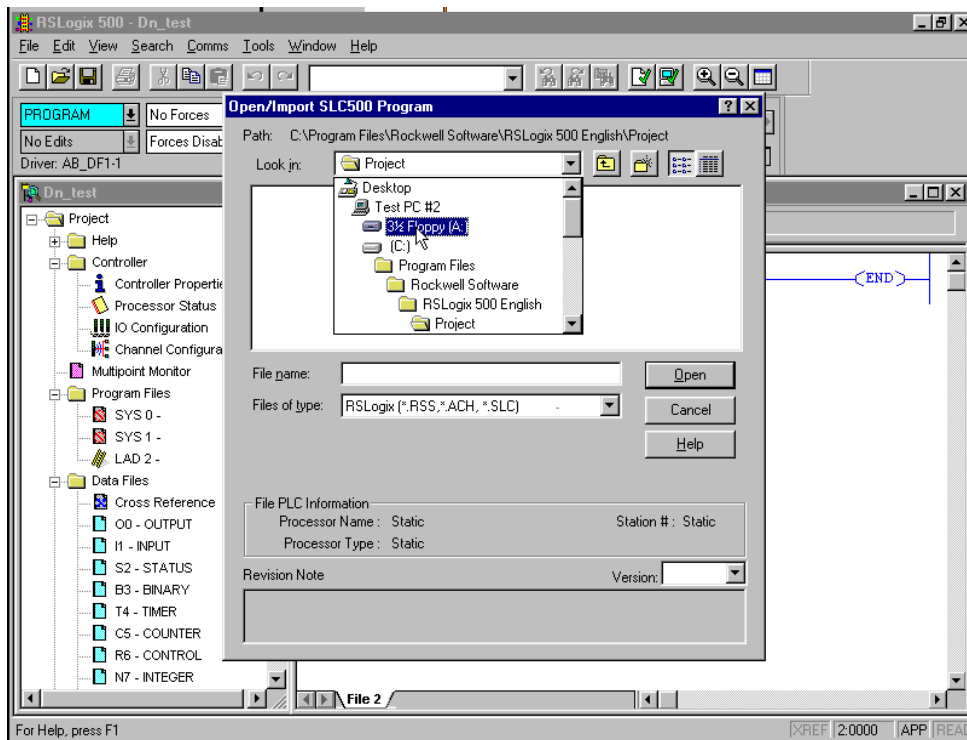 RSLogix 500 - Dn_test
File Edit View Search Comms Tools Window Help
PROGRAM
No Forces
No Edits
Forces Disat
Driver: AB_DF1-1
Open/Import SLC500 Program
Path: C:\Program Files\Rockwell Software\RSLogix 500 English\Project
Look in: Project
Desktop
Test PC #2
3½ Floppy (A:)
(C:)
Program Files
Rockwell Software
RSLogix 500 English
Project
File name:
Open
Files of type: RSLogix (*.RSS,*.ACH, *.SLC)
Cancel
Help
File PLC Information
Processor Name : Static
Station # : Static
Processor Type : Static
Revision Note
Version:
Dn_test
Project
Help
Controller
Controller Propertie
Processor Status
IO Configuration
Channel Configura
Multipoint Monitor
Program Files
SYS 0 -
SYS 1 -
LAD 2 -
Data Files
Cross Reference
O0 - OUTPUT
I1 - INPUT
S2 - STATUS
B3 - BINARY
T4 - TIMER
C5 - COUNTER
R6 - CONTROL
N7 - INTEGER
END
File 2
For Help, press F1
XREF 2:0000 APP READ